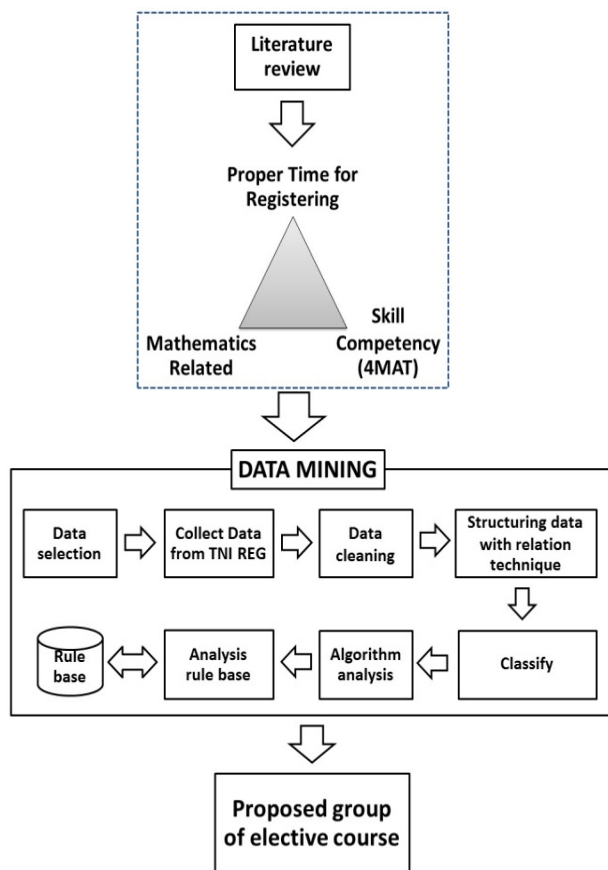 Literature
review
Proper Time for
Registering
Mathematics
Related
Skill
Competency
(4MAT)
DATA MINING
Data
selection
Collect Data
from TNI REG
Data
cleaning
Structuring data
with relation
technique
Rule
base
Analysis
rule base
Algorithm
analysis
Classify
Proposed group
of elective course